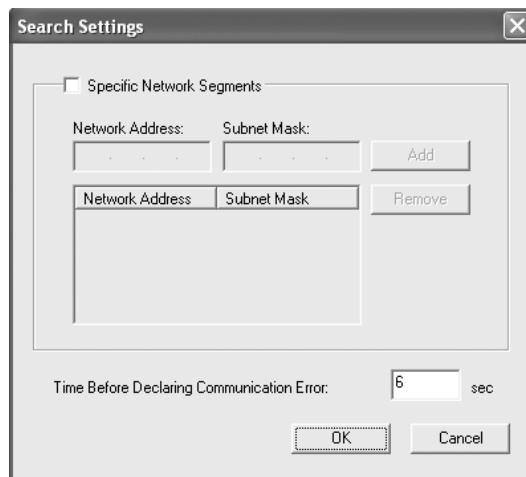 Search Settings
Specific Network Segments
Network Address: Subnet Mask:
Add
Network Address Subnet Mask
Remove
Time Before Declaring Communication Error: 6 sec
OK Cancel